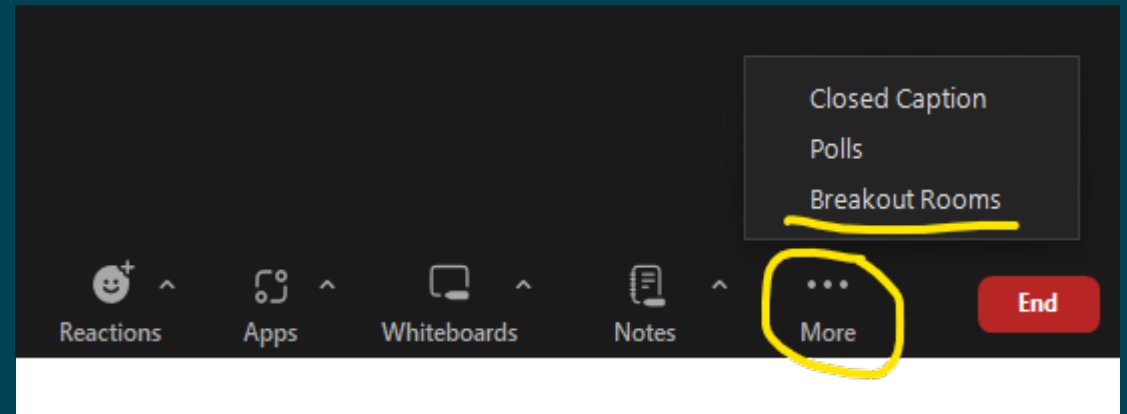 Closed Caption
Polls
Breakout Rooms
Reactions Apps Whiteboards Notes More End